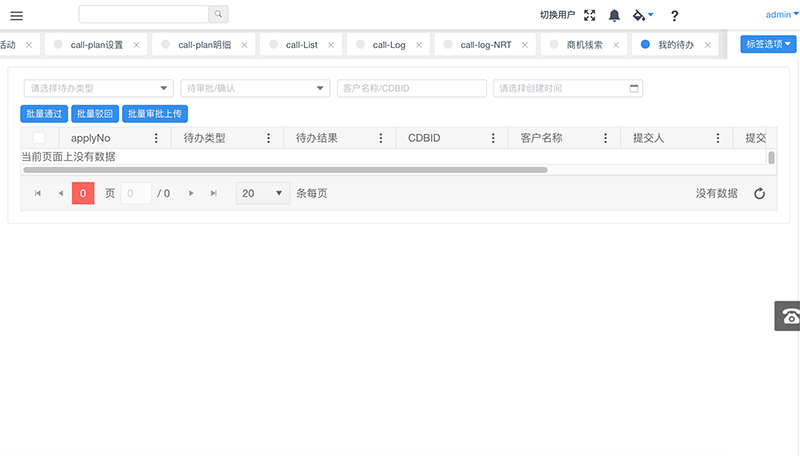 切换用户 ? admin
活动 × call-plan设置 × call-plan明细 × call-List × call-Log × call-log-NRT × 商机线索 × 我的待办 × 标签选项
请选择待办类型 待审批/确认 客户名称/CDBID 请选择创建时间
批量通过 批量驳回 批量审批上传
applyNo 待办类型 待办结果 CDBID 客户名称 提交人 提交
当前页面上没有数据
0 页 0 / 0 20 条每页 没有数据